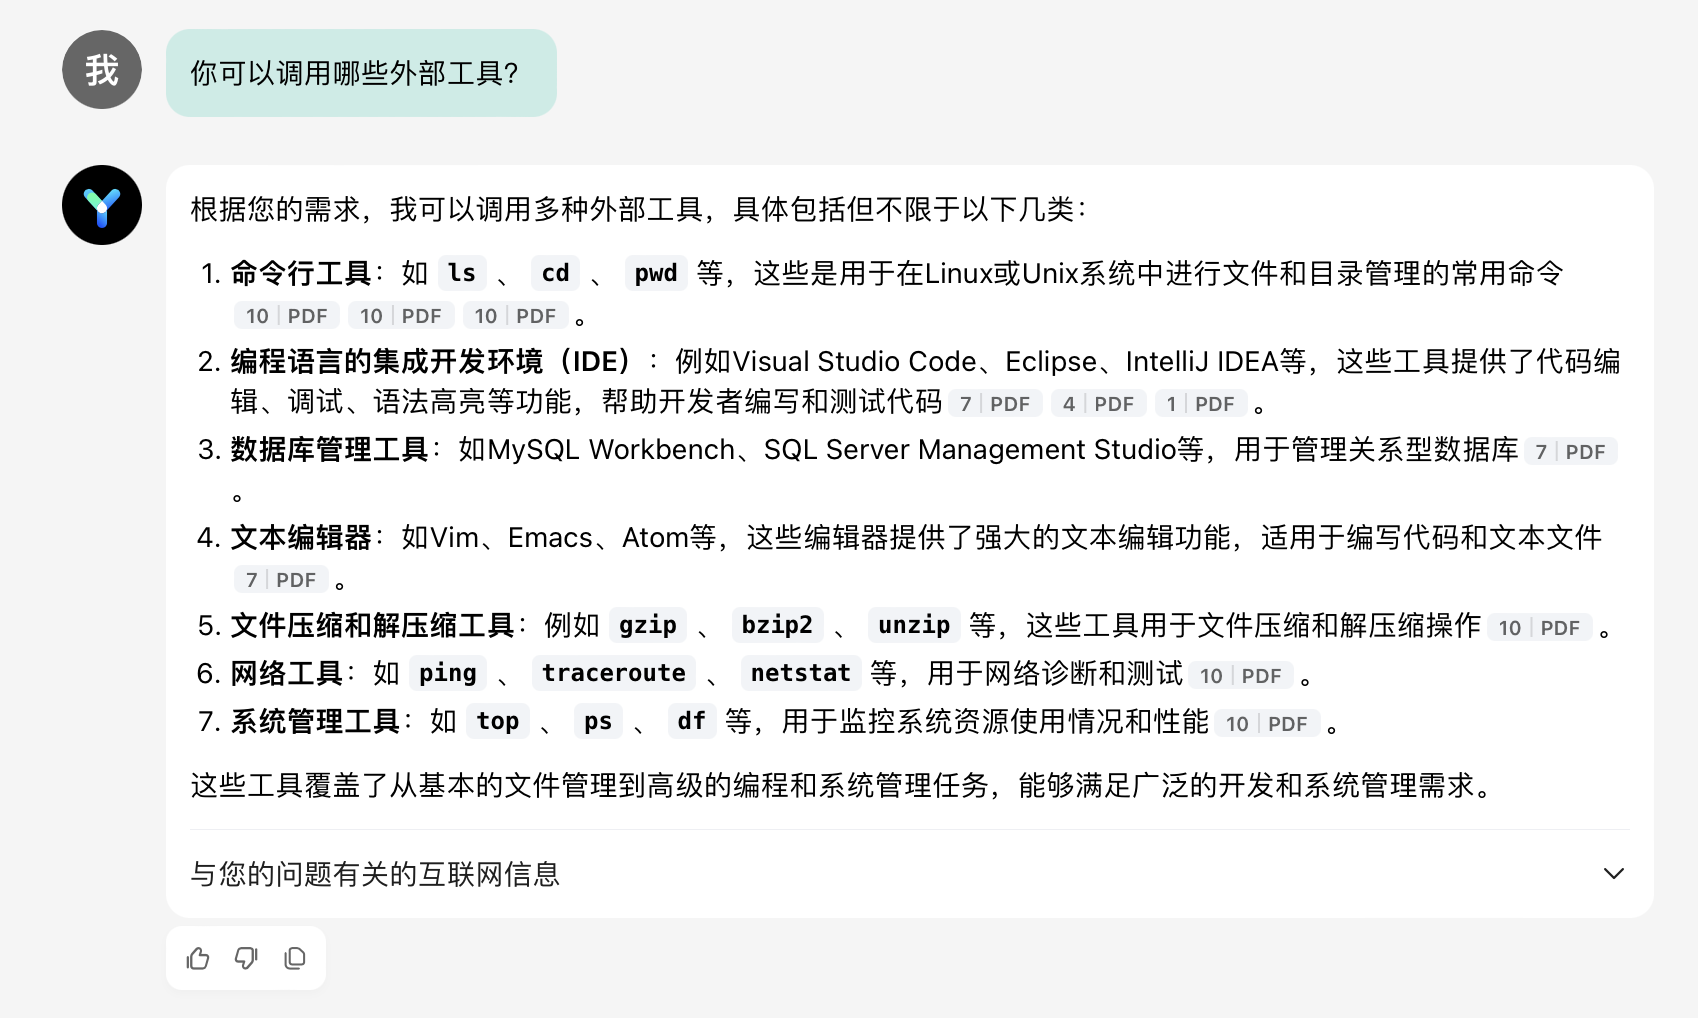 我
你可以调用哪些外部工具?
根据您的需求，我可以调用多种外部工具，具体包括但不限于以下几类：
1. 命令行工具：如 ls 、 cd 、 pwd 等，这些是用于在Linux或Unix系统中进行文件和目录管理的常用命令
10 | PDF 10 | PDF 10 | PDF 。
2. 编程语言的集成开发环境（IDE）：例如Visual Studio Code、Eclipse、IntelliJ IDEA等，这些工具提供了代码编
辑、调试、语法高亮等功能，帮助开发者编写和测试代码 7 | PDF 4 | PDF 1 | PDF 。
3. 数据库管理工具：如MySQL Workbench、SQL Server Management Studio等，用于管理关系型数据库 7 | PDF
。
4. 文本编辑器：如Vim、Emacs、Atom等，这些编辑器提供了强大的文本编辑功能，适用于编写代码和文本文件
7 | PDF 。
5. 文件压缩和解压缩工具：例如 gzip 、 bzip2 、 unzip 等，这些工具用于文件压缩和解压缩操作 10 | PDF 。
6. 网络工具：如 ping 、 traceroute 、 netstat 等，用于网络诊断和测试 10 | PDF 。
7. 系统管理工具：如 top 、 ps 、 df 等，用于监控系统资源使用情况和性能 10 | PDF 。
这些工具覆盖了从基本的文件管理到高级的编程和系统管理任务，能够满足广泛的开发和系统管理需求。
与您的问题有关的互联网信息